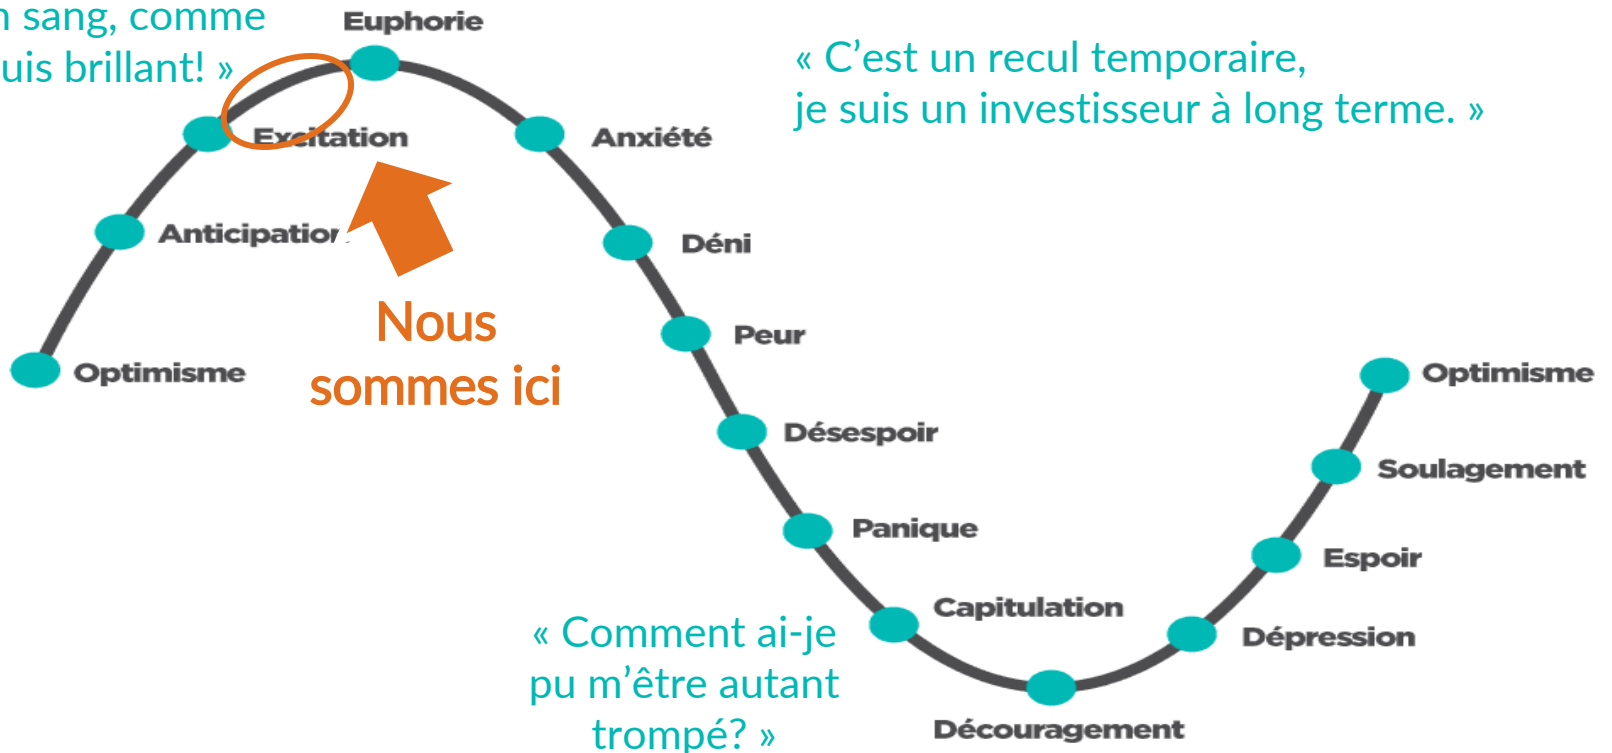 sang, comme
brillant! »
Euphorie
« C’est un recul temporaire,
je suis un investisseur à long terme. »
Excitation
Anxiété
Anticipation
Déni
Nous
sommes ici
Peur
Optimisme
Optimisme
Désespoir
Soulagement
Panique
Espoir
Capitulation
« Comment ai-je
pu m’être autant
trompé? »
Dépression
Découragement